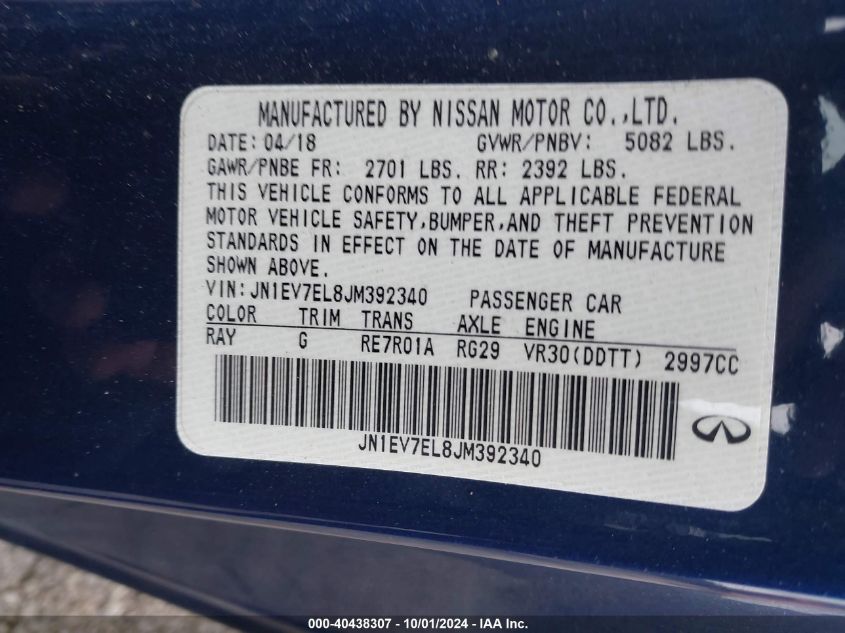 MANUFACTURED BY NISSAN MOTOR CO.,LTD.
DATE: 04/18 GVWR/PNBV: 5082 LBS.
GAWR/PNBE FR: 2701 LBS. RR: 2392 LBS.
THIS VEHICLE CONFORMS TO ALL APPLICABLE FEDERAL
MOTOR VEHICLE SAFETY,BUMPER,AND THEFT PREVENTION
STANDARDS IN EFFECT ON THE DATE OF MANUFACTURE
SHOWN ABOVE.
VIN: JN1EV7EL8JM392340 PASSENGER CAR
COLOR TRIM TRANS AXLE ENGINE
RAY G RE7R01A RG29 VR30(DDTT) 2997CC
JN1EV7EL8JM392340
000-40438307 - 10/01/2024 - IAA Inc.